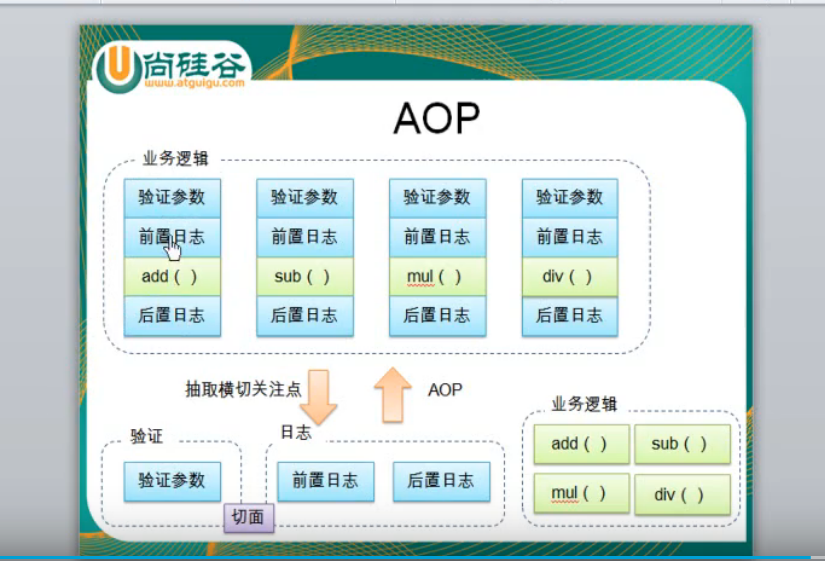 尚硅谷
www.atguigu.com
AOP
业务逻辑
验证参数 验证参数 验证参数 验证参数
前置日志 前置日志 前置日志 前置日志
add ( ) sub ( ) mul ( ) div ( )
后置日志 后置日志 后置日志 后置日志
抽取横切关注点 AOP
业务逻辑
add ( ) sub ( )
mul ( ) div ( )
验证
验证参数
日志
前置日志 后置日志
切面